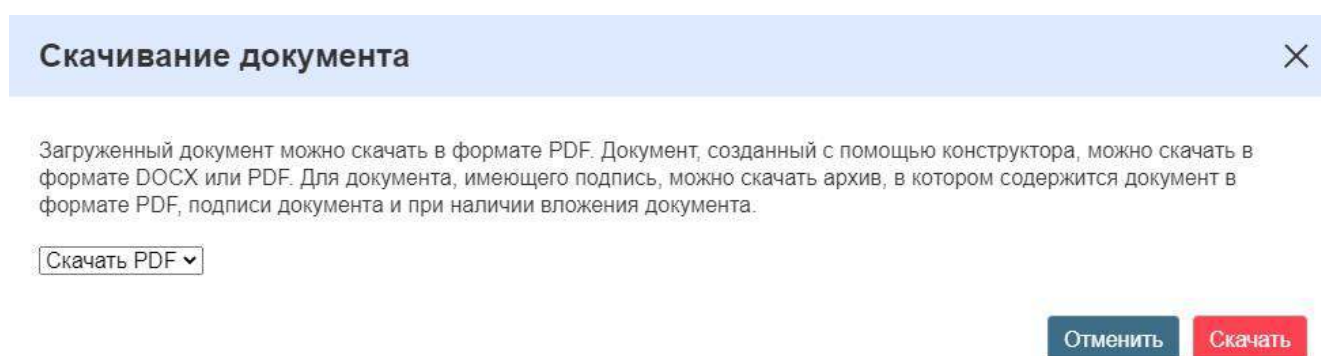 Скачивание документа
Загруженный документ можно скачать в формате PDF. Документ, созданный с помощью конструктора, можно скачать в
формате DOCX или PDF. Для документа, имеющего подпись, можно скачать архив, в котором содержится документ в
формате PDF, подписи документа и при наличии вложения документа.
Скачать PDF
Отменить Скачать